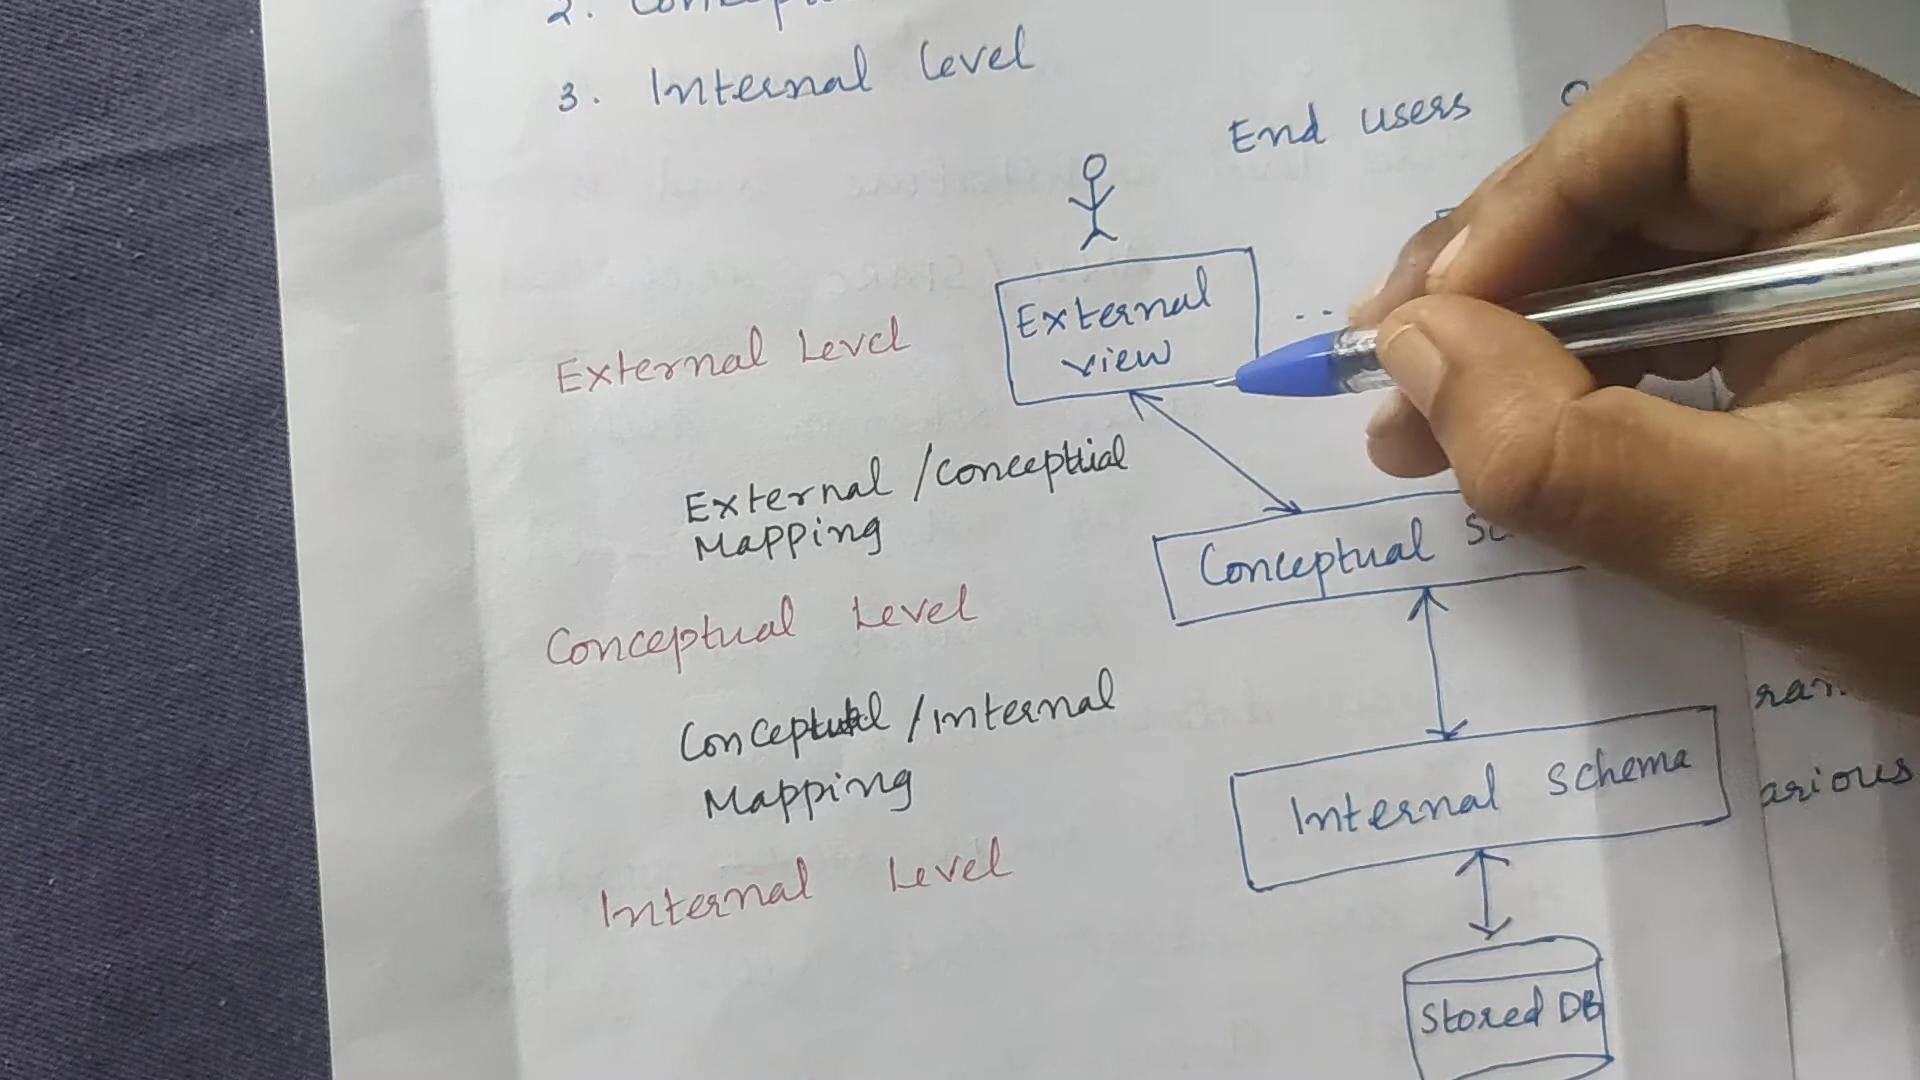 3. Internal Level
End users
External Level
External
view
External / Conceptual
Mapping
Conceptual
Conceptual Level
Conceptual / internal
Mapping
Internal Schema
arious
Internal Level
Stored DB